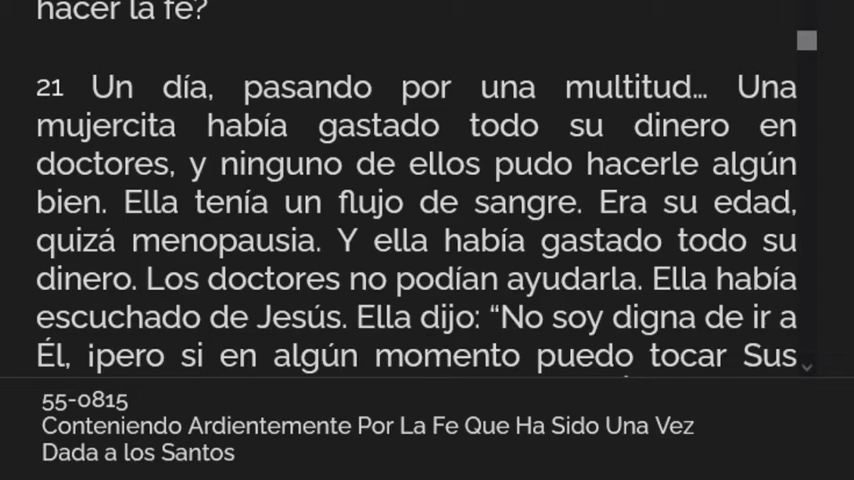 hacer la fe?
21 Un día, pasando por una multitud... Una
mujercita había gastado todo su dinero en
doctores, y ninguno de ellos pudo hacerle algún
bien. Ella tenía un flujo de sangre. Era su edad,
quizá menopausia. Y ella había gastado todo su
dinero. Los doctores no podían ayudarla. Ella había
escuchado de Jesús. Ella dijo: “No soy digna de ir a
Él, ¡pero si en algún momento puedo tocar Sus
55-0815
Conteniendo Ardientemente Por La Fe Que Ha Sido Una Vez
Dada a los Santos